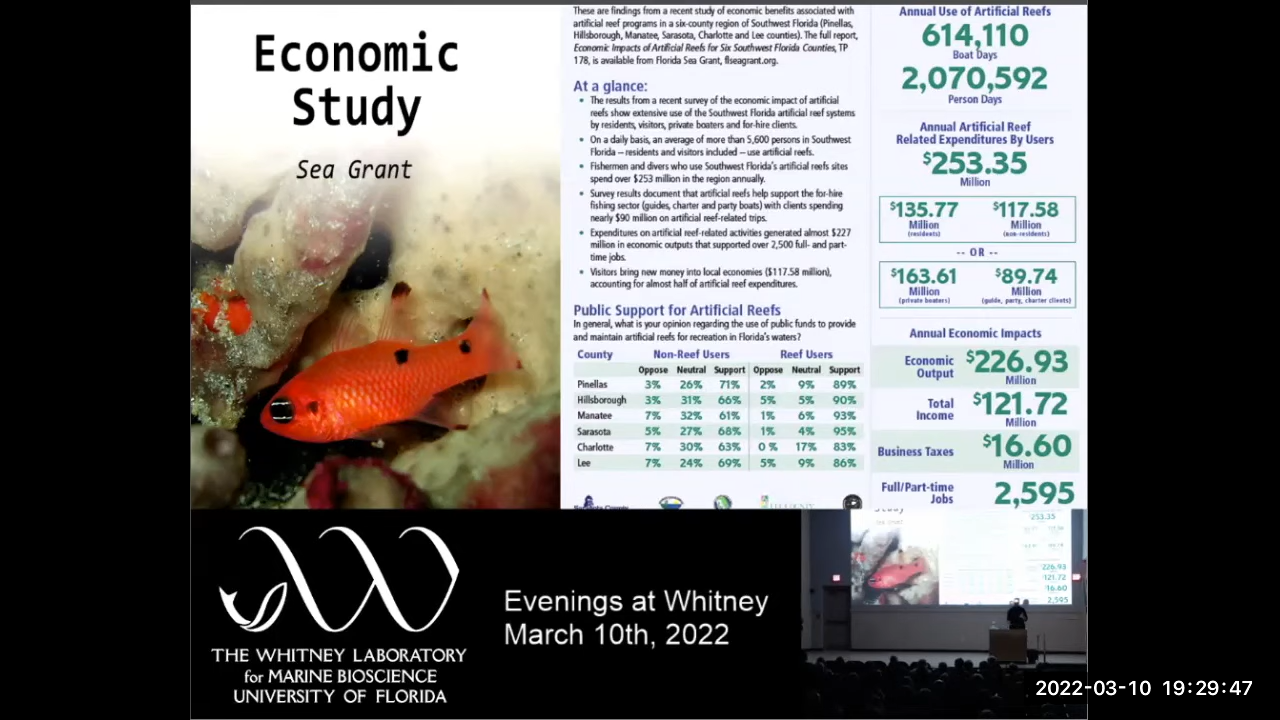 Economic
Study
Sea Grant
These are findings from a recent study of economic benefits associated with
artificial reef programs in a six-county region of Southwest Florida (Pinellas,
Hillsborough, Manatee, Sarasota, Charlotte and Lee counties). The full report,
Economic Impacts of Artificial Reefs for Six Southwest Florida Counties, TP
178, is available from Florida Sea Grant, flseagrant.org.
At a glance:
• The results from a recent survey of the economic impact of artificial
reefs show extensive use of the Southwest Florida artificial reef systems
by residents, visitors, private boaters and for-hire clients.
• On a daily basis, an average of more than 5,600 persons in Southwest
Florida -- residents and visitors included -- use artificial reefs.
• Fishermen and divers who use Southwest Florida's artificial reefs sites
spend over $253 million in the region annually.
• Survey results document that artificial reefs help support the for-hire
fishing sector (guides, charter and party boats) with clients spending
nearly $90 million on artificial reef-related trips.
• Expenditures on artificial reef-related activities generated almost $227
million in economic outputs that supported over 2,500 full- and part-
time jobs.
• Visitors bring new money into local economies ($117.58 million),
accounting for almost half of artificial reef expenditures.
Public Support for Artificial Reefs
In general, what is your opinion regarding the use of public funds to provide
and maintain artificial reefs for recreation in Florida's waters?
County Non-Reef Users Reef Users
Oppose Neutral Support Oppose Neutral Support
Pinellas 3% 26% 71% 2% 9% 89%
Hillsborough 3% 31% 66% 5% 5% 90%
Manatee 7% 32% 61% 1% 6% 93%
Sarasota 5% 27% 68% 1% 4% 95%
Charlotte 7% 30% 63% 0 % 17% 83%
Lee 7% 24% 69% 5% 9% 86%
Annual Use of Artificial Reefs
614,110
Boat Days
2,070,592
Person Days
Annual Artificial Reef
Related Expenditures By Users
$253.35
Million
$135.77 $117.58
Million Million
(residents) (non-residents)
-- OR --
$163.61 $89.74
Million Million
(private boaters) (guide, party, charter clients)
Annual Economic Impacts
Economic Output $226.93
Million
Total Income $121.72
Million
Business Taxes $16.60
Million
Full/Part-time Jobs 2,595
THE WHITNEY LABORATORY
for MARINE BIOSCIENCE
UNIVERSITY OF FLORIDA
Evenings at Whitney
March 10th, 2022
253.35
226.93
121.72
16.60
2,595
2022-03-10 19:29:47